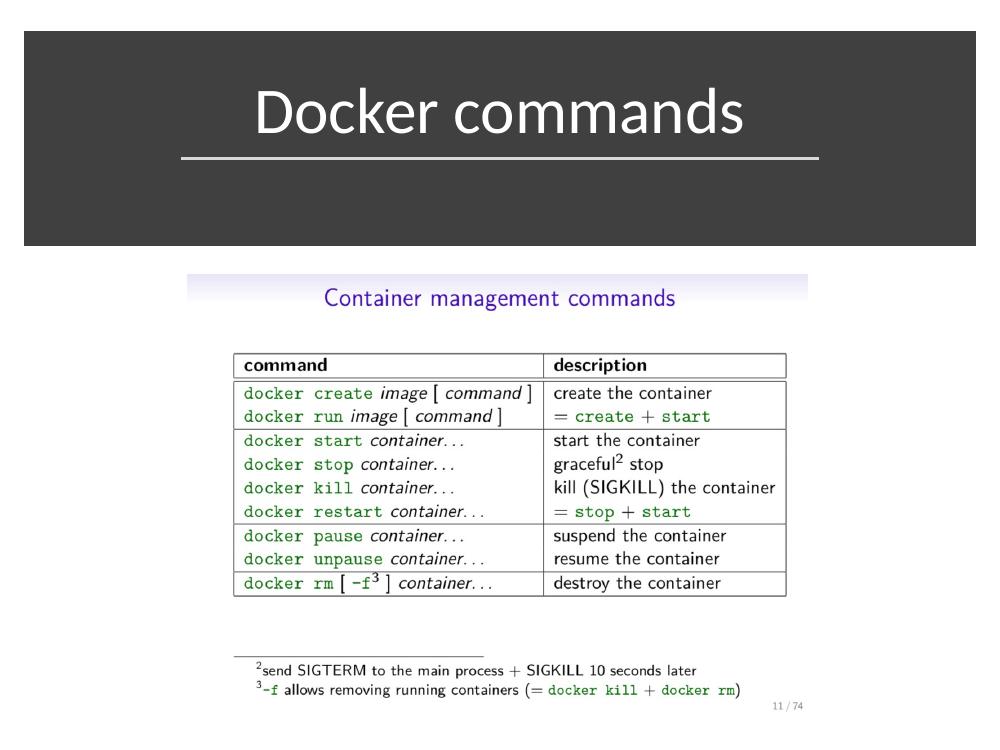 Docker commands
Container management commands
command description
docker create image [ command ] create the container
docker run image [ command ] = create + start
docker start container... start the container
docker stop container... graceful2 stop
docker kill container... kill (SIGKILL) the container
docker restart container... = stop + start
docker pause container... suspend the container
docker unpause container... resume the container
docker rm [ -f3 ] container... destroy the container
2send SIGTERM to the main process + SIGKILL 10 seconds later
3-f allows removing running containers (= docker kill + docker rm)
11 / 74